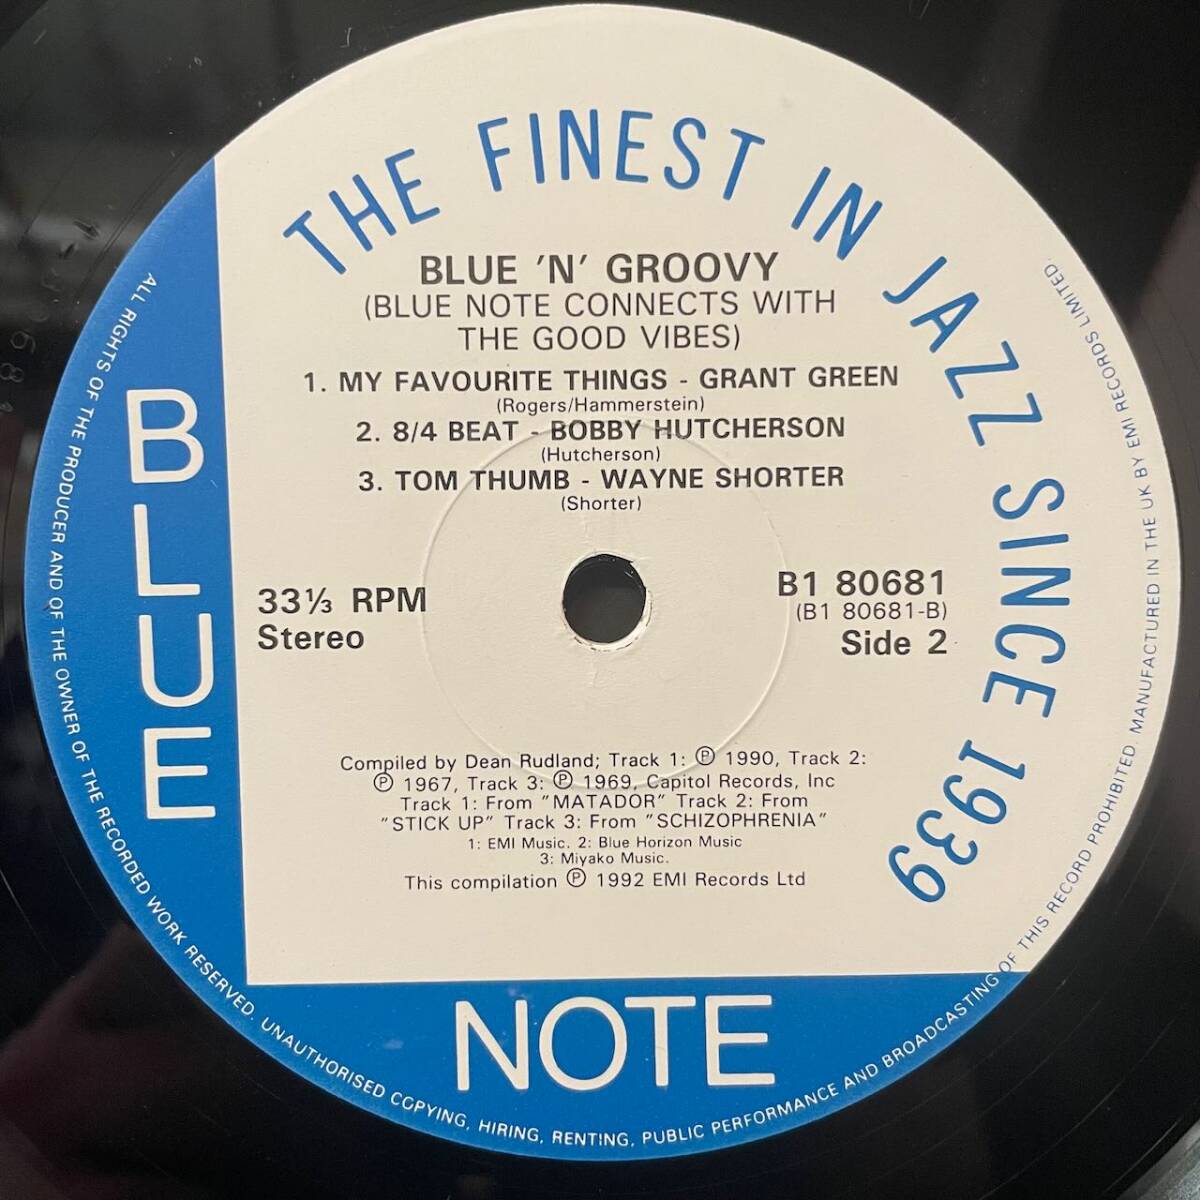 THE FINEST IN JAZZ SINCE 1939
BLUE 'N' GROOVY
(BLUE NOTE CONNECTS WITH
THE GOOD VIBES)
1. MY FAVOURITE THINGS - GRANT GREEN
(Rogers/Hammerstein)
2. 8/4 BEAT - BOBBY HUTCHERSON
(Hutcherson)
3. TOM THUMB - WAYNE SHORTER
(Shorter)
33⅓ RPM
Stereo
B1 80681
(B1 80681-B)
Side 2
Compiled by Dean Rudland; Track 1: ℗ 1990, Track 2:
℗ 1967, Track 3: ℗ 1969, Capitol Records, Inc
Track 1: From "MATADOR" Track 2: From
"STICK UP" Track 3: From "SCHIZOPHRENIA"
1: EMI Music. 2: Blue Horizon Music
3: Miyako Music.
This compilation ℗ 1992 EMI Records Ltd
BLUE
NOTE
ALL RIGHTS OF THE PRODUCER AND OF THE OWNER OF THE RECORDED WORK RESERVED. UNAUTHORISED COPYING, HIRING, RENTING, PUBLIC PERFORMANCE AND BROADCASTING OF THIS RECORD PROHIBITED. MANUFACTURED IN THE UK BY EMI RECORDS LIMITED.